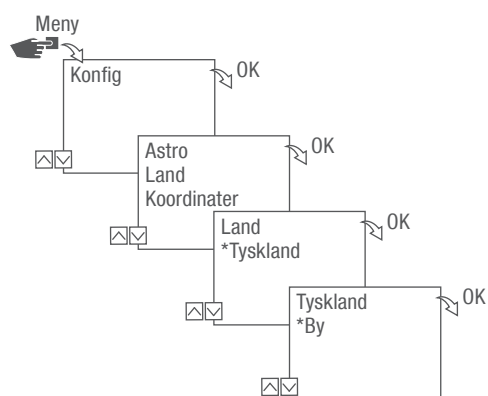 Meny
Konfig
OK
Astro
Land
Koordinater
OK
Land
*Tyskland
OK
Tyskland
*By
OK